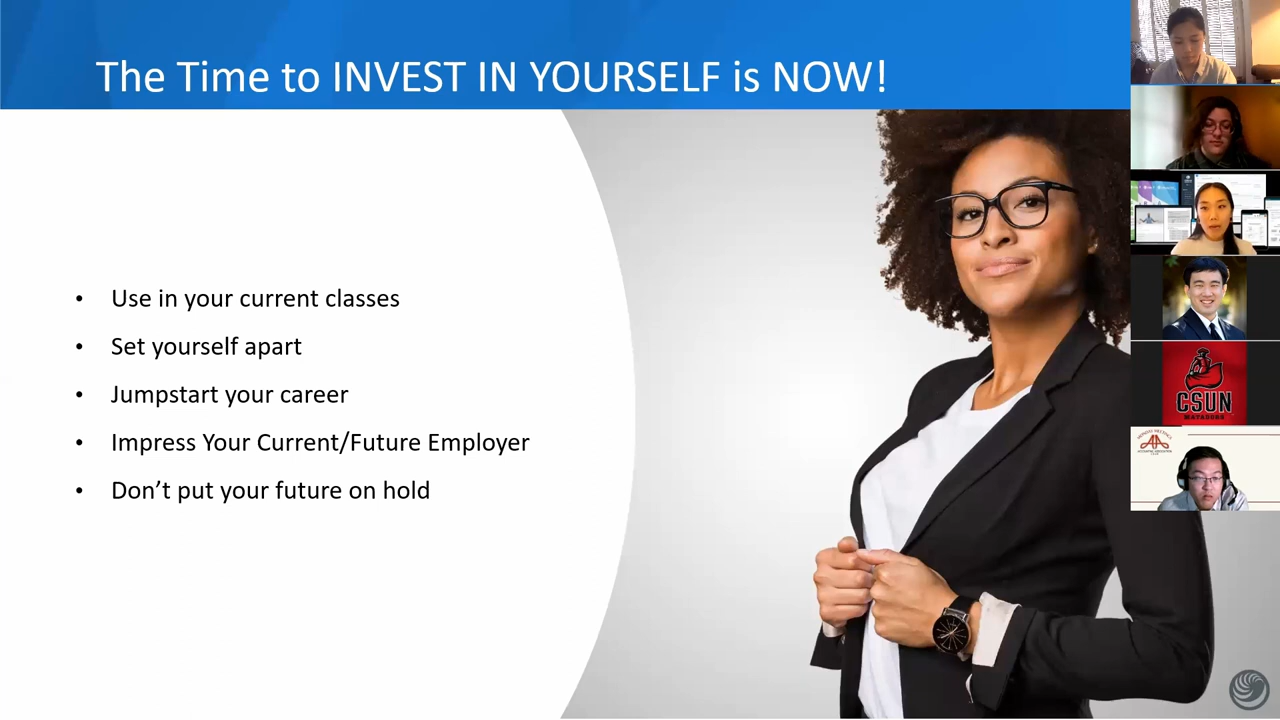 The Time to INVEST IN YOURSELF is NOW!
• Use in your current classes
• Set yourself apart
• Jumpstart your career
• Impress Your Current/Future Employer
• Don’t put your future on hold
CSUN
MATADORS